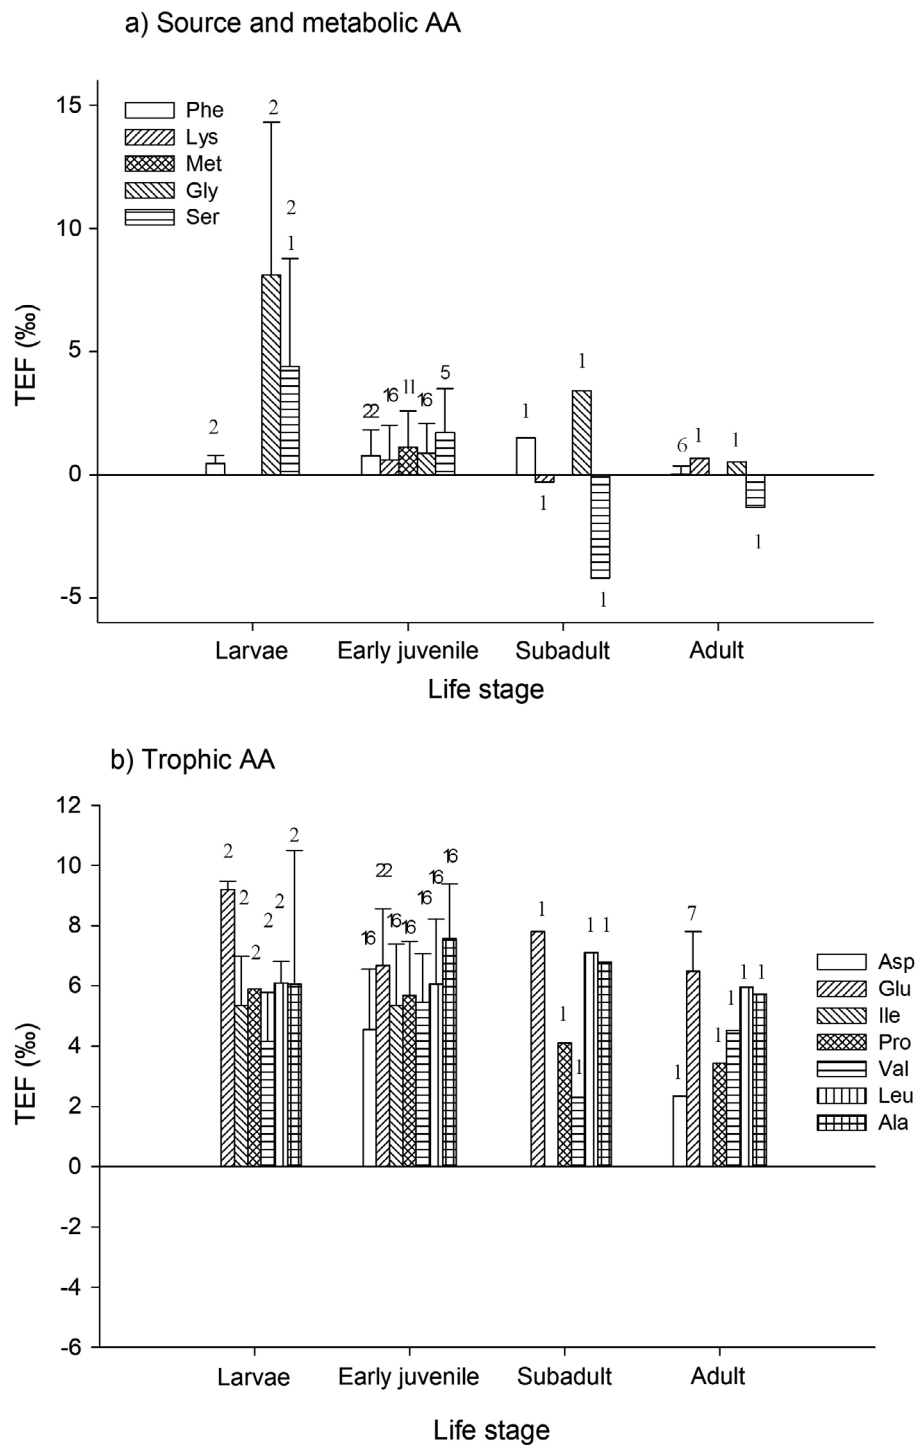 a) Source and metabolic AA
15
10
5
0
-5
TEF (‰)
Phe
Lys
Met
Gly
Ser
2
2
2
1
22
16
11
16
5
1
1
1
1
6
1
1
1
Larvae
Early juvenile
Subadult
Adult
Life stage
b) Trophic AA
12
10
8
6
4
2
0
-2
-4
-6
TEF (‰)
2
2
2
2
2
2
16
22
16
16
16
16
16
1
1
1
1
1
1
7
1
1
1
1
Asp
Glu
Ile
Pro
Val
Leu
Ala
Larvae
Early juvenile
Subadult
Adult
Life stage